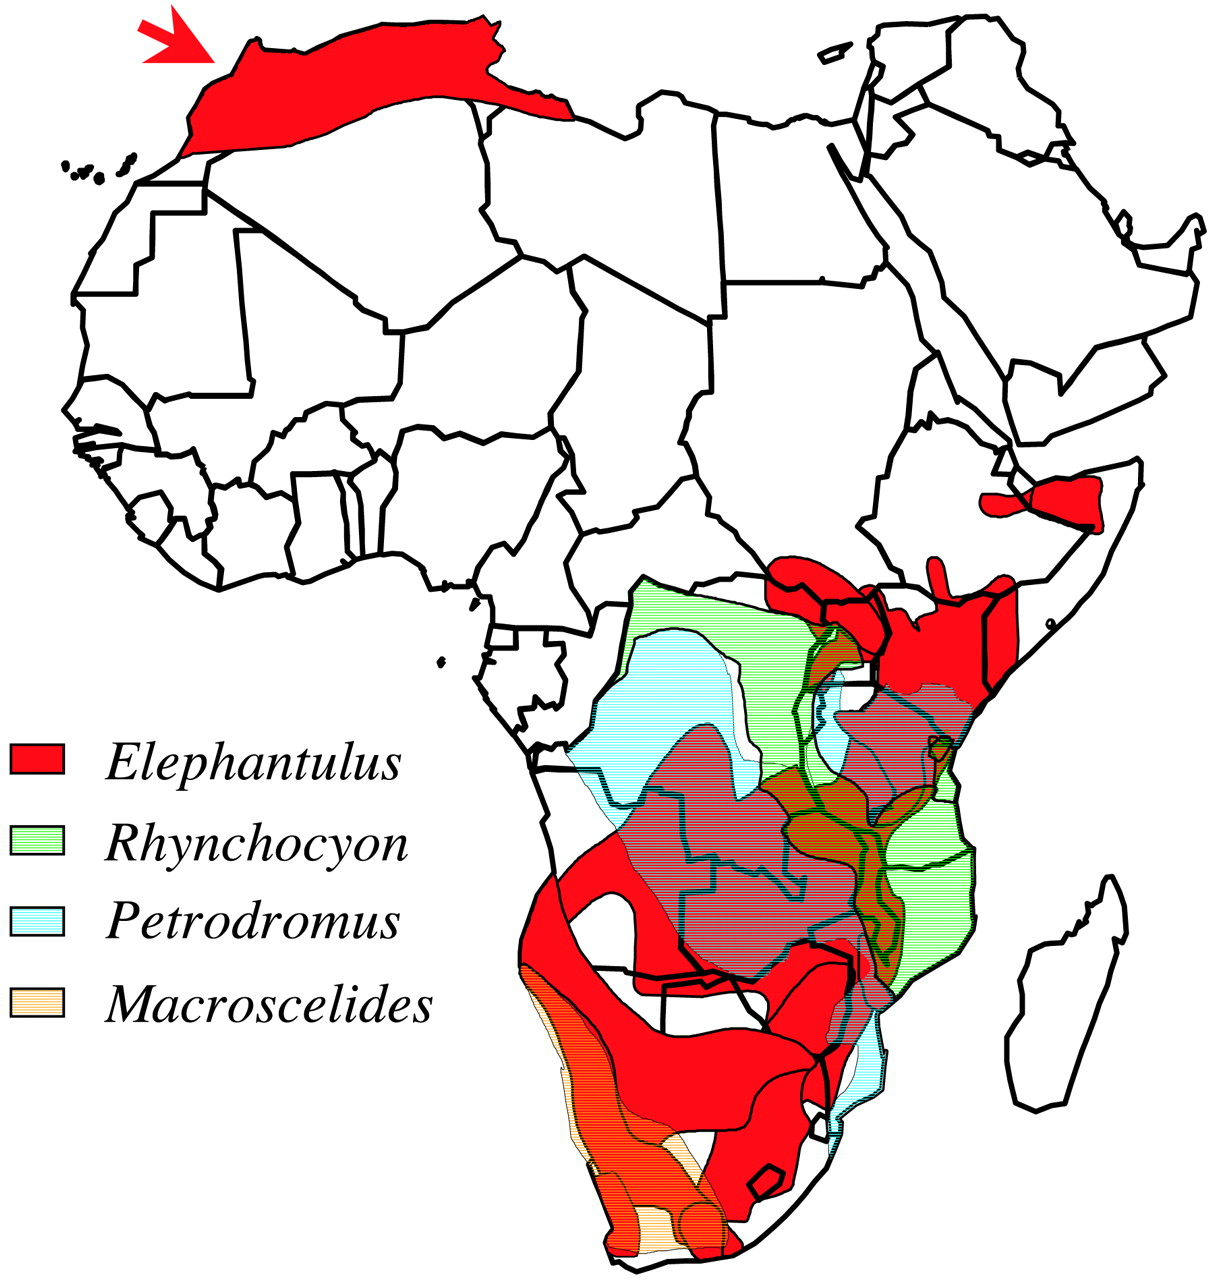 Elephantulus
Rhynchocyon
Petrodromus
Macroscelides